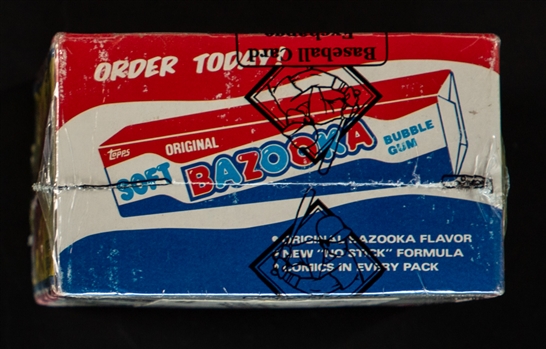 Baseball Card
Exchange
ORDER TODAY!
topps
ORIGINAL
SOFT BAZOOKA BUBBLE
GUM
• ORIGINAL BAZOOKA FLAVOR
• NEW "NO STICK" FORMULA
• COMICS IN EVERY PACK